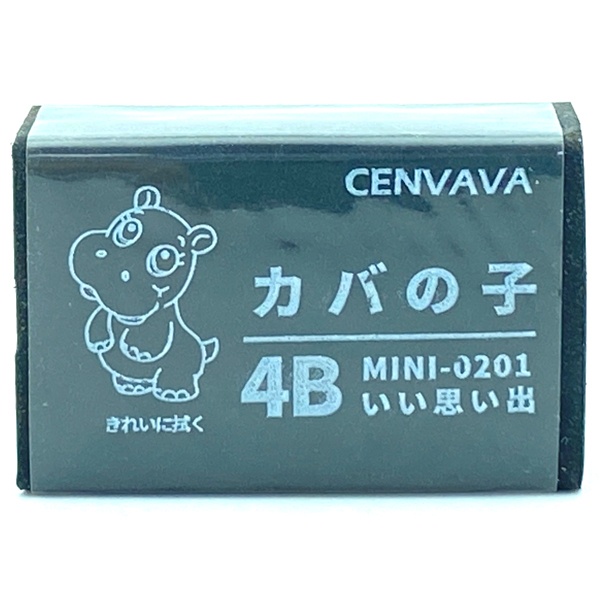 CENVAVA
カバの子
4B
MINI-0201
いい思い出
きれいに拭く